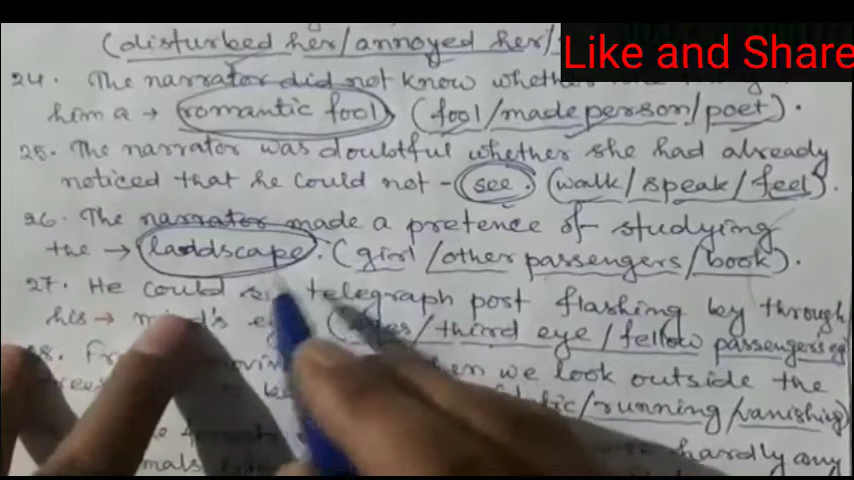 (disturbed her/annoyed her/
Like and Share
24. The narrator did not know whether
him a → romantic fool (fool/made person/poet).
25. The narrator was doubtful whether she had already
noticed that he could not - see. (walk/speak/feel).
26. The narrator made a pretence of studying
the → laddscape. (girl/other passengers/book).
27. He could telegraph post flashing by through
his → mind's /third eye/fellow passengers
28. we look outside the
/running/vanishing)
hardly any